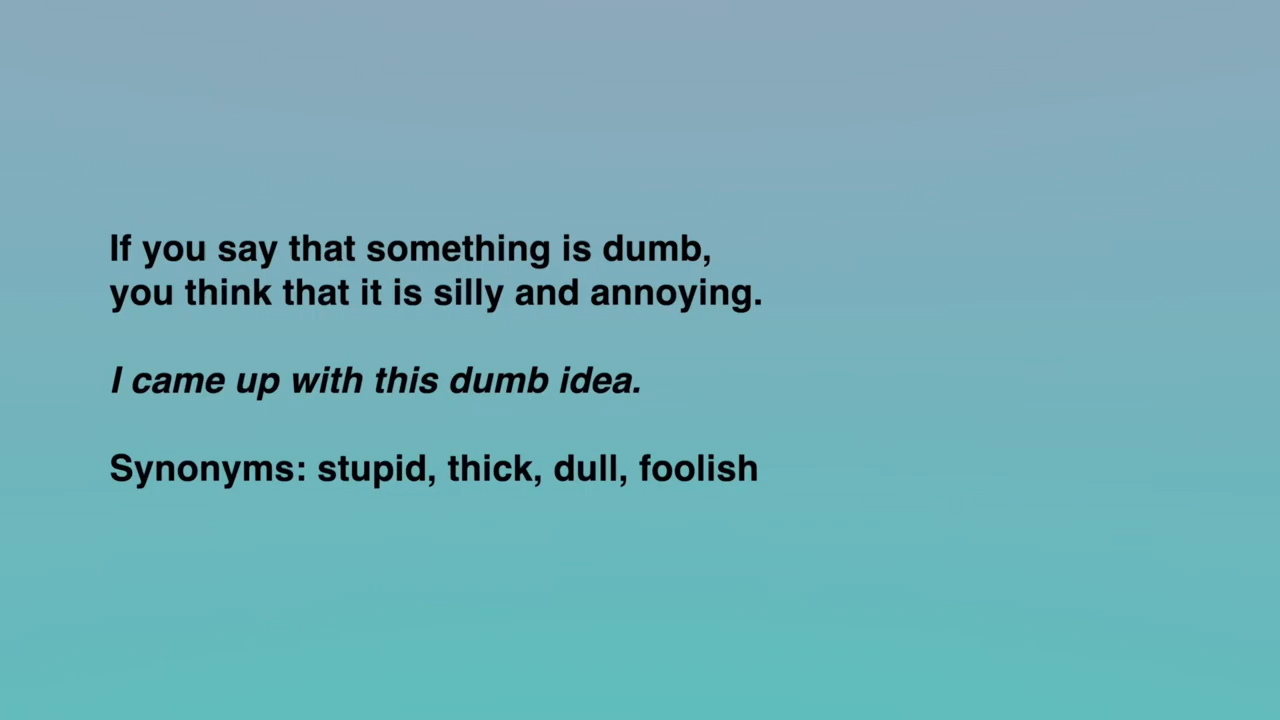 If you say that something is dumb,
you think that it is silly and annoying.
I came up with this dumb idea.
Synonyms: stupid, thick, dull, foolish